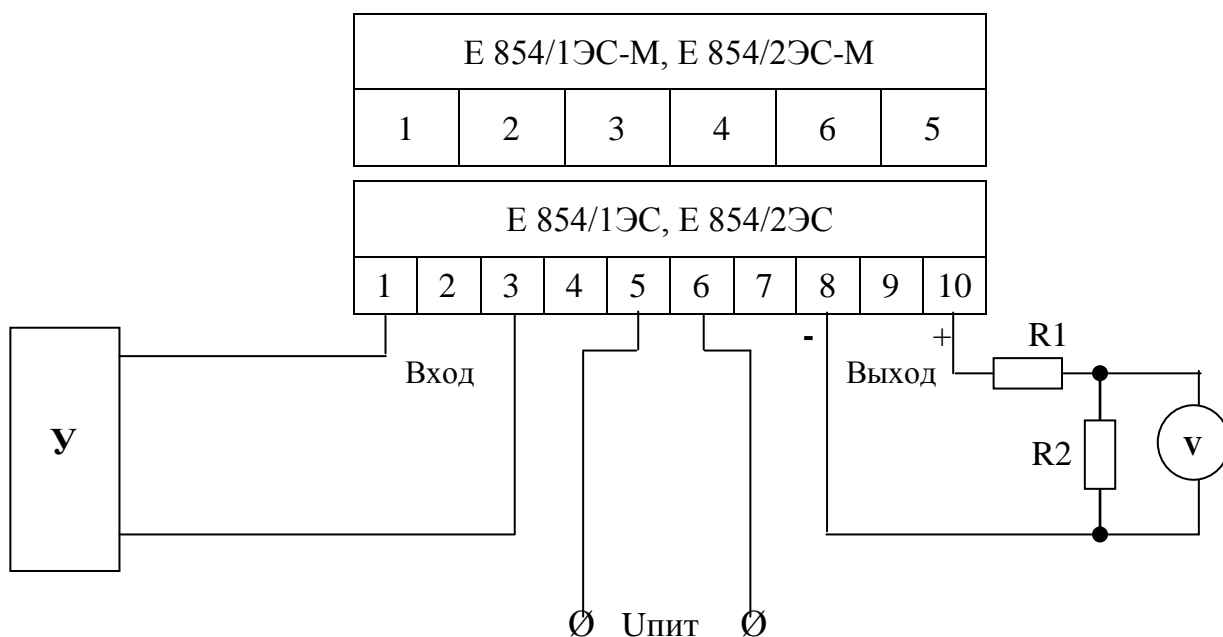 Е 854/1ЭС-М, Е 854/2ЭС-М
1 2 3 4 6 5
Е 854/1ЭС, Е 854/2ЭС
1 2 3 4 5 6 7 8 9 10
- + R1
Вход Выход
У R2 V
Ø Uпит Ø